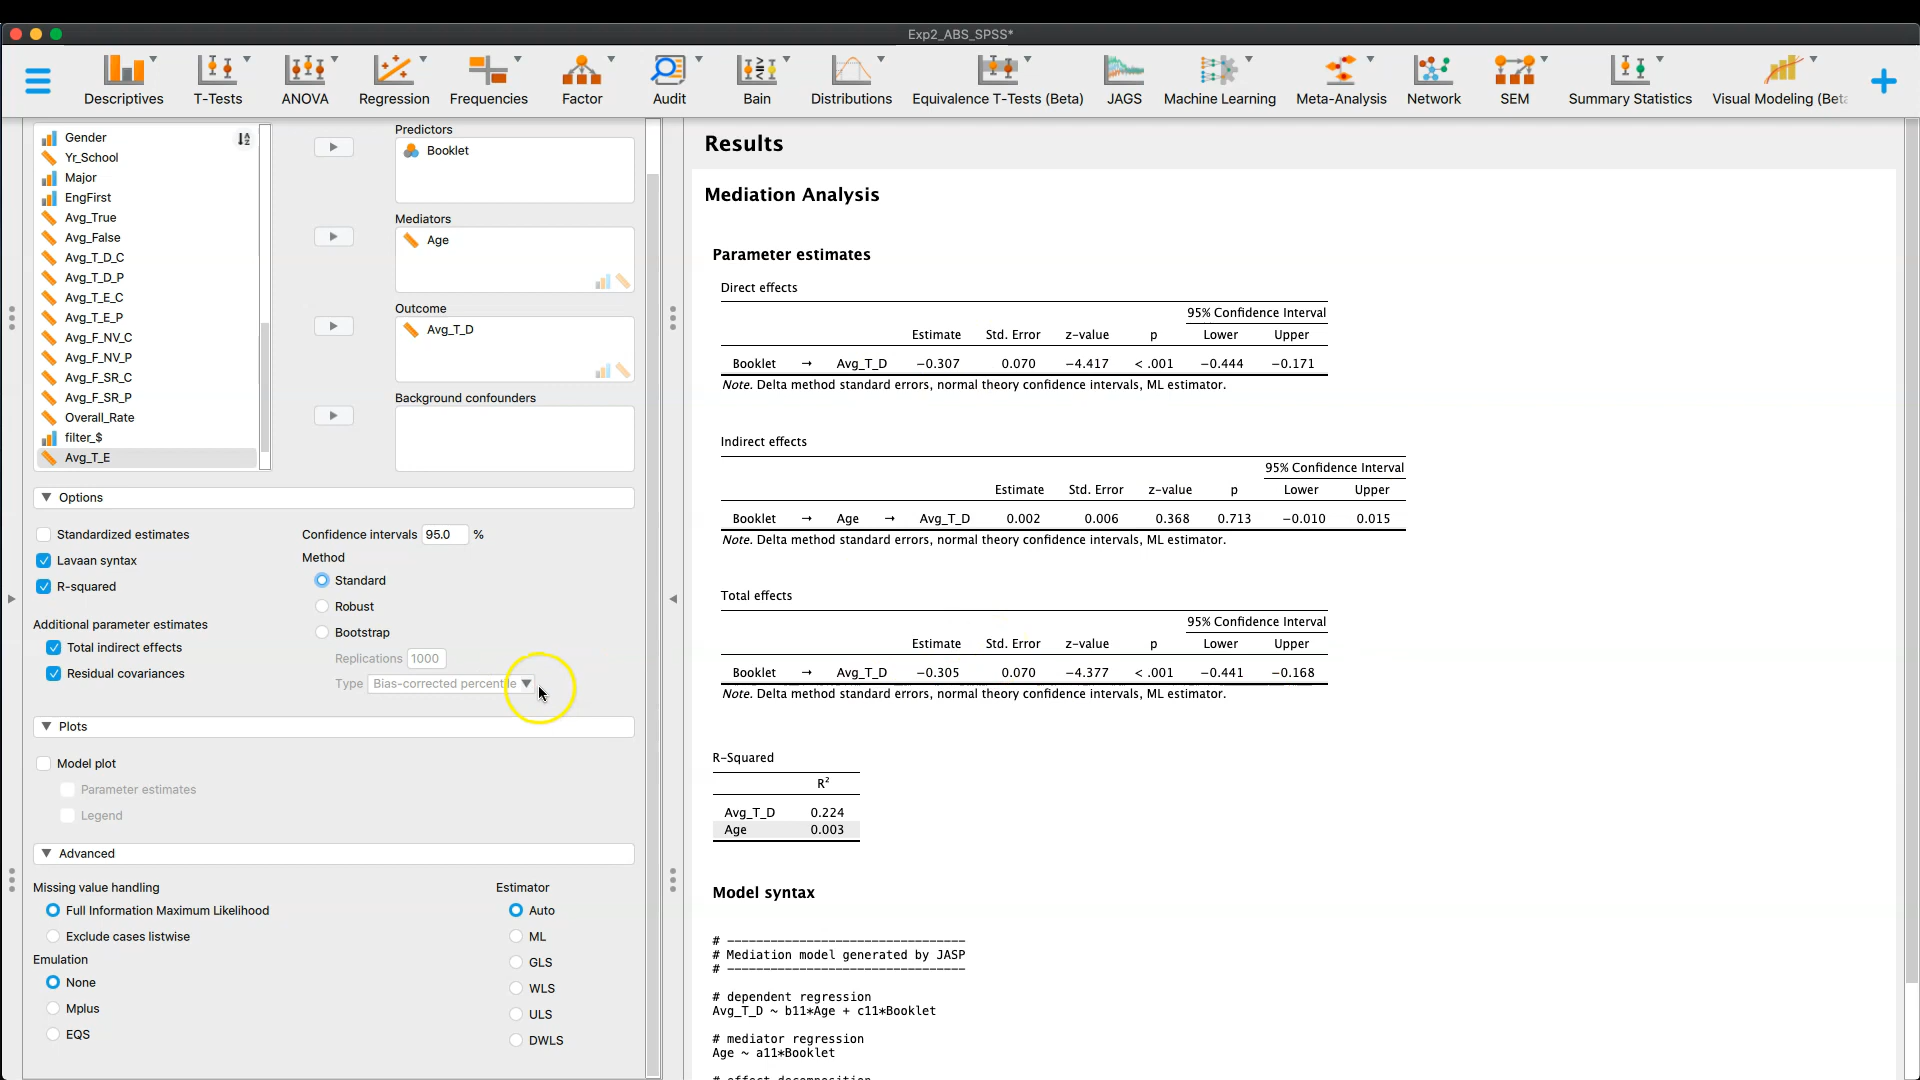 Exp2_ABS_SPSS*
Descriptives
T-Tests
ANOVA
Regression
Frequencies
Factor
Audit
Bain
Distributions
Equivalence T-Tests (Beta)
JAGS
Machine Learning
Meta-Analysis
Network
SEM
Summary Statistics
Visual Modeling (Beta
Gender
Yr_School
Major
EngFirst
Avg_True
Avg_False
Avg_T_D_C
Avg_T_D_P
Avg_T_E_C
Avg_T_E_P
Avg_F_NV_C
Avg_F_NV_P
Avg_F_SR_C
Avg_F_SR_P
Overall_Rate
filter_$
Avg_T_E
Predictors
Booklet
Mediators
Age
Outcome
Avg_T_D
Background confounders
Options
Standardized estimates
Lavaan syntax
R-squared
Additional parameter estimates
Total indirect effects
Residual covariances
Confidence intervals 95.0 %
Method
Standard
Robust
Bootstrap
Replications 1000
Type Bias-corrected percentile
Plots
Model plot
Parameter estimates
Legend
Advanced
Missing value handling
Full Information Maximum Likelihood
Exclude cases listwise
Emulation
None
Mplus
EQS
Estimator
Auto
ML
GLS
WLS
ULS
DWLS
Results
Mediation Analysis
Parameter estimates
Direct effects
95% Confidence Interval
Estimate Std. Error z-value p Lower Upper
Booklet → Avg_T_D −0.307 0.070 −4.417 < .001 −0.444 −0.171
Note. Delta method standard errors, normal theory confidence intervals, ML estimator.
Indirect effects
95% Confidence Interval
Estimate Std. Error z-value p Lower Upper
Booklet → Age → Avg_T_D 0.002 0.006 0.368 0.713 −0.010 0.015
Note. Delta method standard errors, normal theory confidence intervals, ML estimator.
Total effects
95% Confidence Interval
Estimate Std. Error z-value p Lower Upper
Booklet → Avg_T_D −0.305 0.070 −4.377 < .001 −0.441 −0.168
Note. Delta method standard errors, normal theory confidence intervals, ML estimator.
R-Squared
R²
Avg_T_D 0.224
Age 0.003
Model syntax
# ---------------------------------
# Mediation model generated by JASP
# ---------------------------------
# dependent regression
Avg_T_D ~ b11*Age + c11*Booklet
# mediator regression
Age ~ a11*Booklet
# effect decomposition